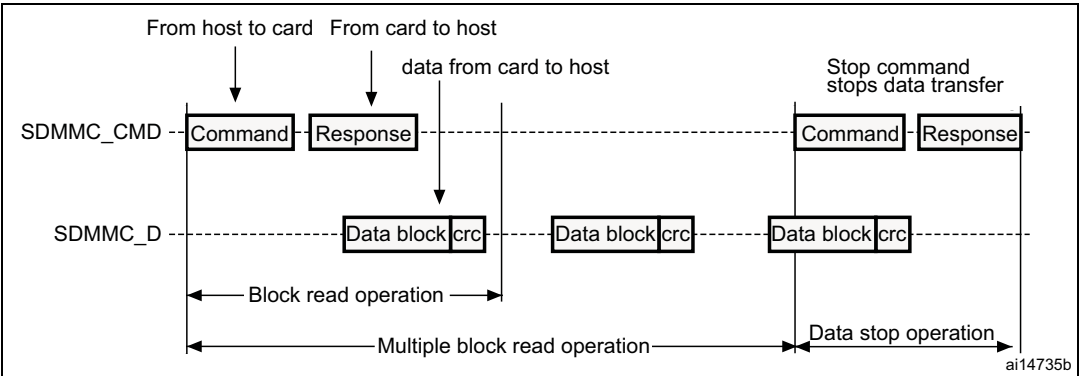 From host to card From card to host
data from card to host
Stop command
stops data transfer
SDMMC_CMD Command Response Command Response
SDMMC_D Data block crc Data block crc Data block crc
Block read operation
Data stop operation
Multiple block read operation
ai14735b